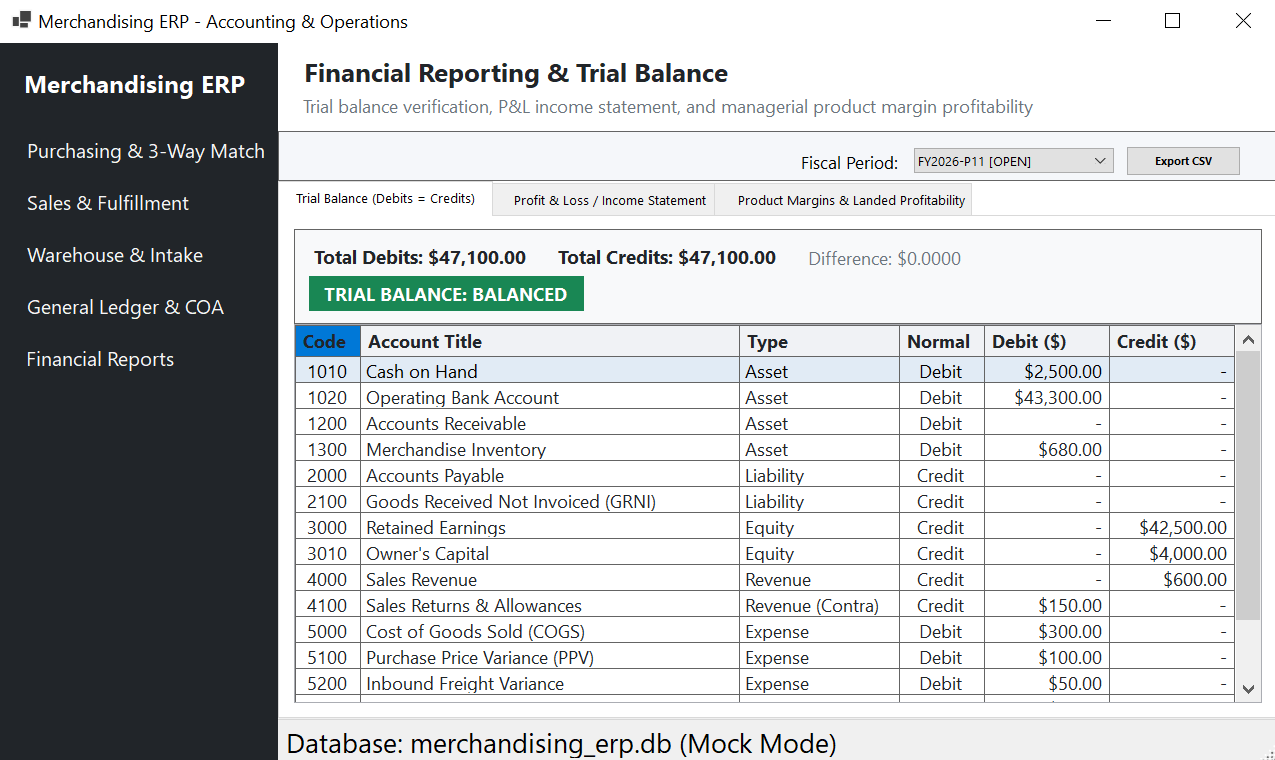 Merchandising ERP - Accounting & Operations
Merchandising ERP
Purchasing & 3-Way Match
Sales & Fulfillment
Warehouse & Intake
General Ledger & COA
Financial Reports
Financial Reporting & Trial Balance
Trial balance verification, P&L income statement, and managerial product margin profitability
Fiscal Period: FY2026-P11 [OPEN] Export CSV
Trial Balance (Debits = Credits) Profit & Loss / Income Statement Product Margins & Landed Profitability
Total Debits: $47,100.00 Total Credits: $47,100.00 Difference: $0.0000
TRIAL BALANCE: BALANCED
Code Account Title Type Normal Debit ($) Credit ($)
1010 Cash on Hand Asset Debit $2,500.00 -
1020 Operating Bank Account Asset Debit $43,300.00 -
1200 Accounts Receivable Asset Debit - -
1300 Merchandise Inventory Asset Debit $680.00 -
2000 Accounts Payable Liability Credit - -
2100 Goods Received Not Invoiced (GRNI) Liability Credit - -
3000 Retained Earnings Equity Credit - $42,500.00
3010 Owner's Capital Equity Credit - $4,000.00
4000 Sales Revenue Revenue Credit - $600.00
4100 Sales Returns & Allowances Revenue (Contra) Credit $150.00 -
5000 Cost of Goods Sold (COGS) Expense Debit $300.00 -
5100 Purchase Price Variance (PPV) Expense Debit $100.00 -
5200 Inbound Freight Variance Expense Debit $50.00 -
Database: merchandising_erp.db (Mock Mode)